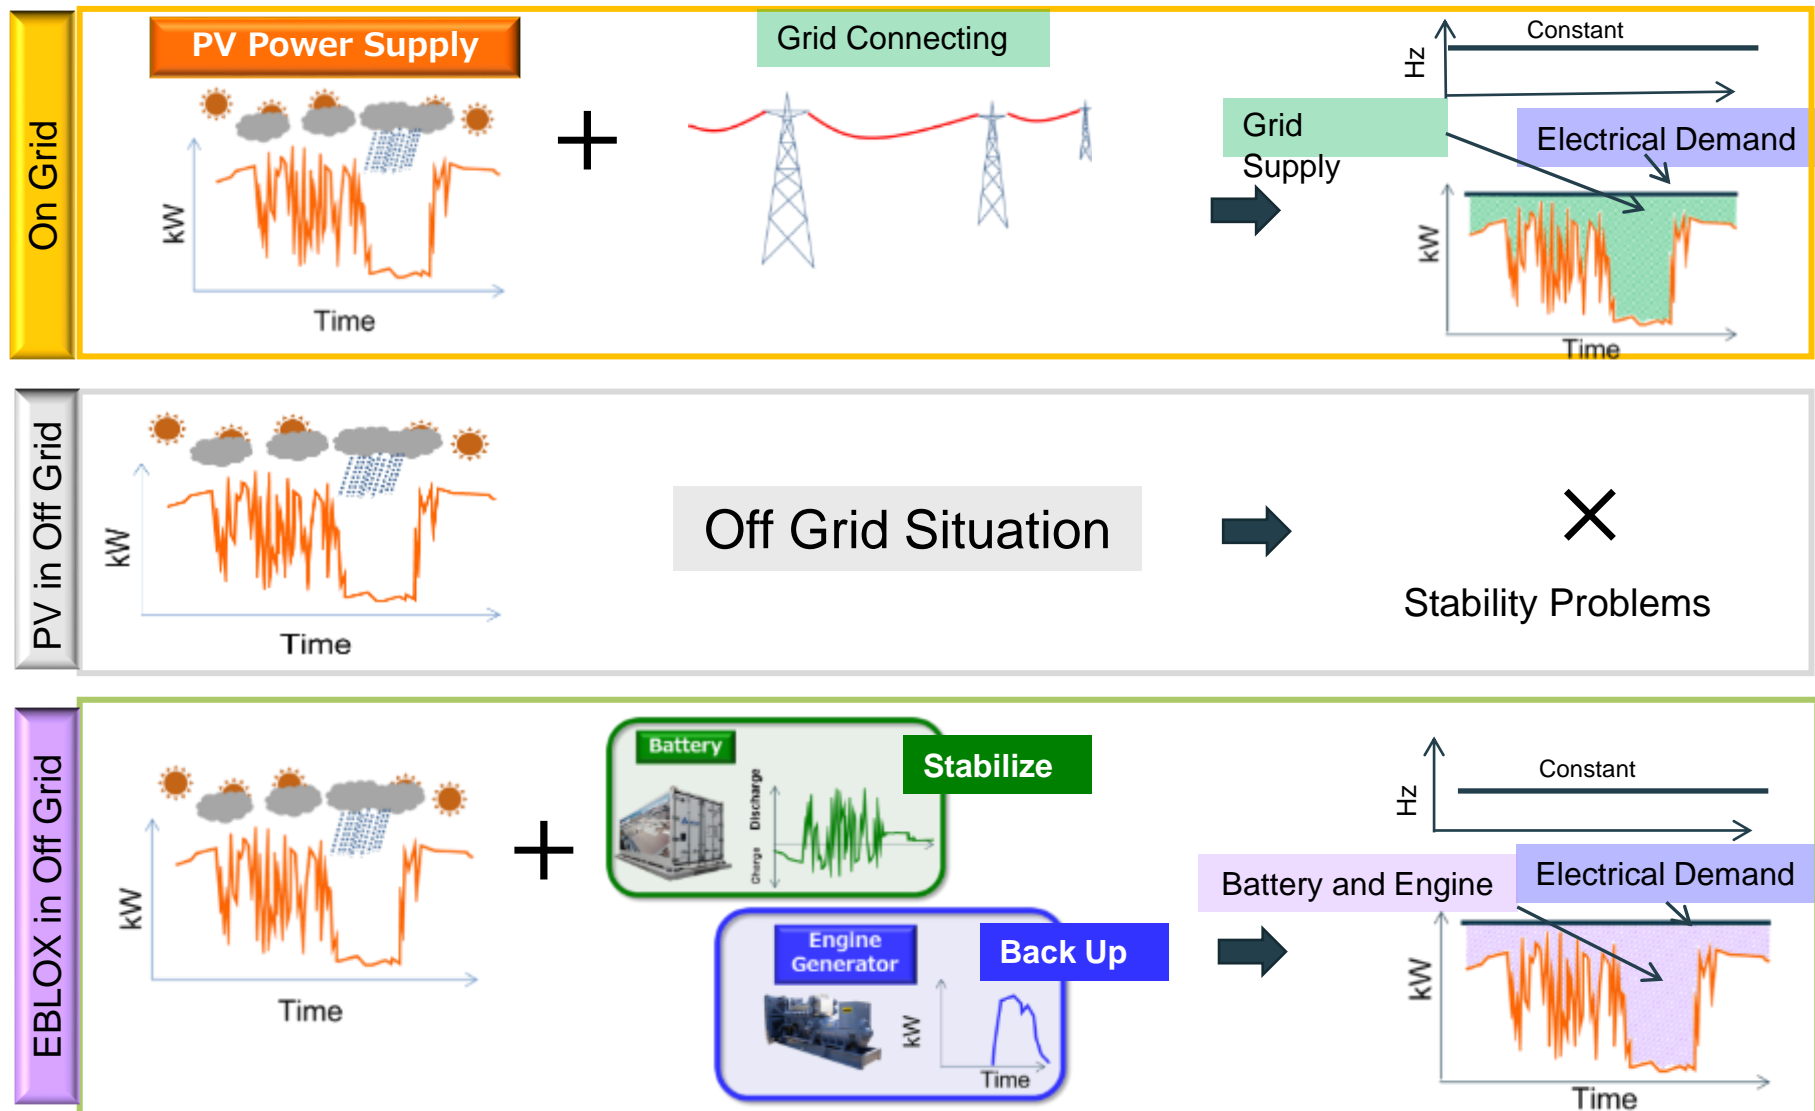 On Grid
PV Power Supply
kW
Time
Grid Connecting
Hz
Constant
Grid
Supply
Electrical Demand
kW
Time
PV in Off Grid
kW
Time
Off Grid Situation
Stability Problems
EBLOX in Off Grid
kW
Time
Battery
Stabilize
Discharge
Charge
Engine
Generator
Back Up
kW
Time
Hz
Constant
Battery and Engine
Electrical Demand
kW
Time